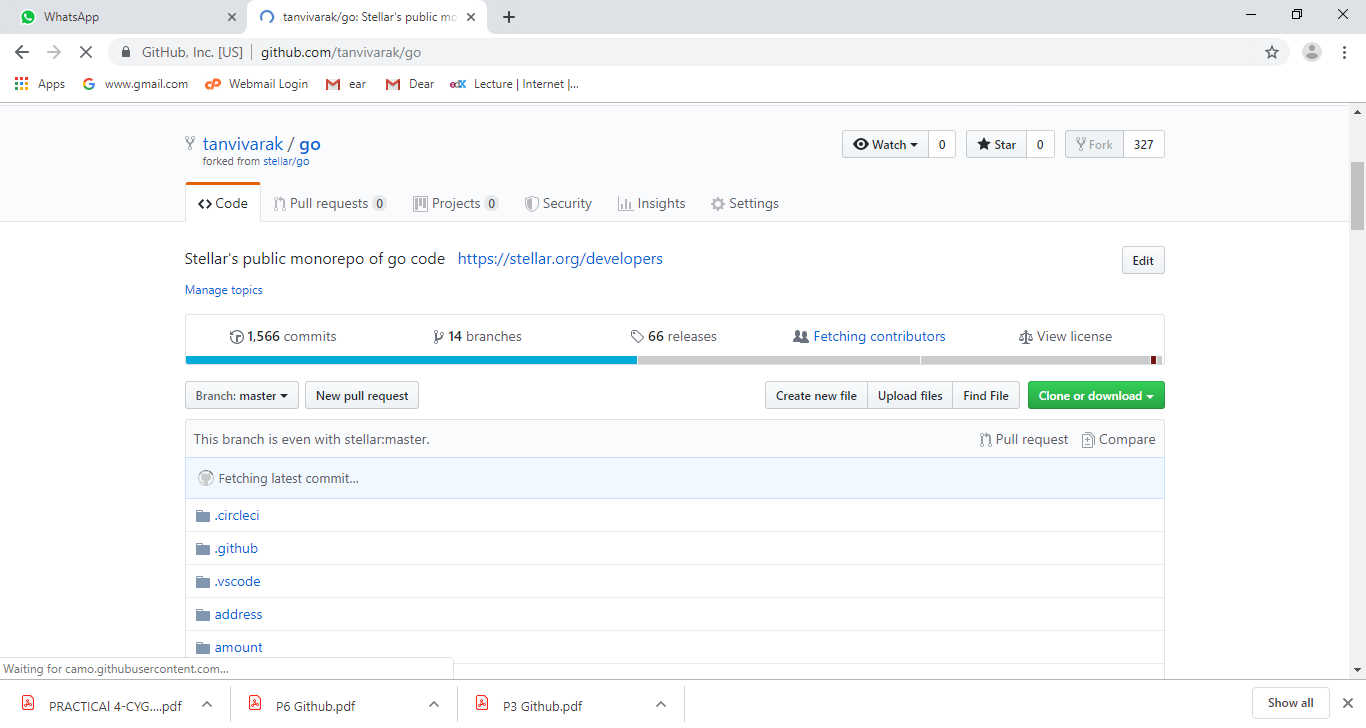 WhatsApp
tanvivarak/go: Stellar's public mo
GitHub, Inc. [US] github.com/tanvivarak/go
Apps www.gmail.com Webmail Login ear Dear edX Lecture | Internet |...
tanvivarak / go
forked from stellar/go
Watch 0 Star 0 Fork 327
Code Pull requests 0 Projects 0 Security Insights Settings
Stellar's public monorepo of go code https://stellar.org/developers Edit
Manage topics
1,566 commits 14 branches 66 releases Fetching contributors View license
Branch: master New pull request Create new file Upload files Find File Clone or download
This branch is even with stellar:master. Pull request Compare
Fetching latest commit...
.circleci
.github
.vscode
address
amount
Waiting for camo.githubusercontent.com...
PRACTICAl 4-CYG....pdf P6 Github.pdf P3 Github.pdf Show all